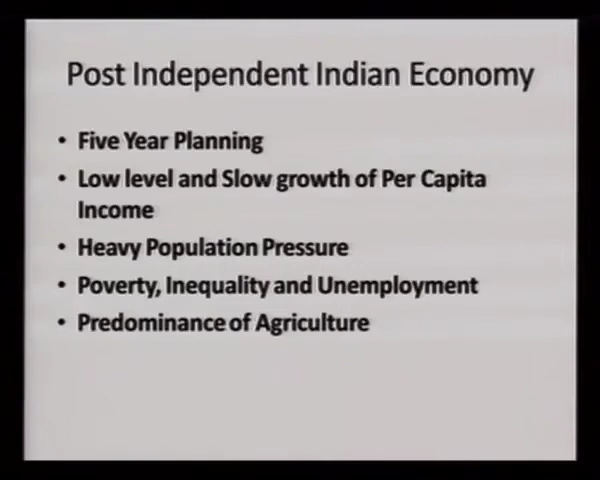 Post Independent Indian Economy
• Five Year Planning
• Low level and Slow growth of Per Capita
Income
• Heavy Population Pressure
• Poverty, Inequality and Unemployment
• Predominance of Agriculture